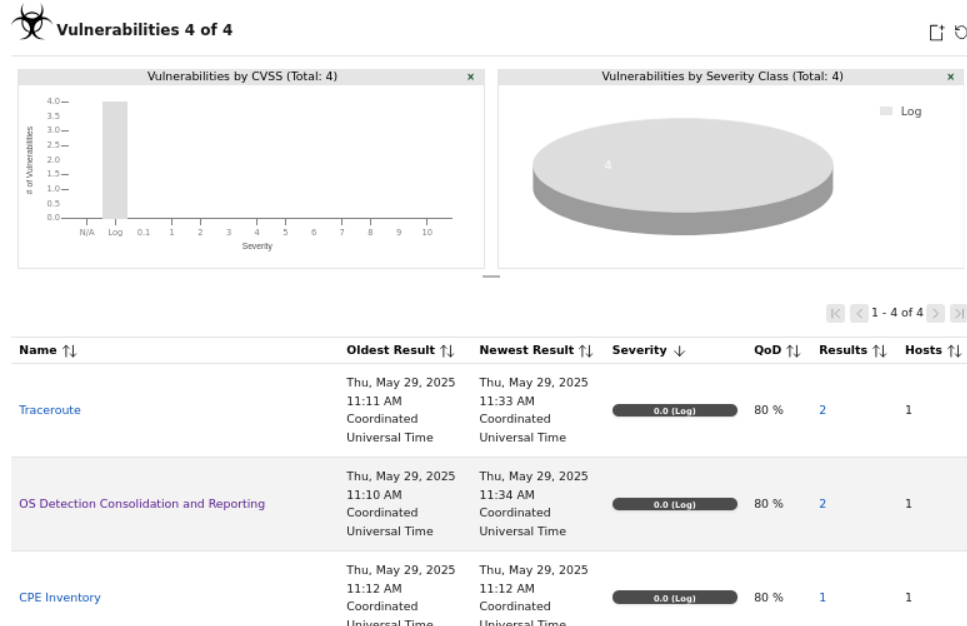 Vulnerabilities 4 of 4
Vulnerabilities by CVSS (Total: 4) ×
4.0
3.5
3.0
2.5
2.0
1.5
1.0
0.5
0.0
# of Vulnerabilities
N/A Log 0.1 1 2 3 4 5 6 7 8 9 10
Severity
Vulnerabilities by Severity Class (Total: 4) ×
Log
4
1 - 4 of 4
Name Oldest Result Newest Result Severity QoD Results Hosts
Traceroute
Thu, May 29, 2025
11:11 AM
Coordinated
Universal Time
Thu, May 29, 2025
11:33 AM
Coordinated
Universal Time
0.0 (Log)
80 %
2
1
OS Detection Consolidation and Reporting
Thu, May 29, 2025
11:10 AM
Coordinated
Universal Time
Thu, May 29, 2025
11:34 AM
Coordinated
Universal Time
0.0 (Log)
80 %
2
1
CPE Inventory
Thu, May 29, 2025
11:12 AM
Coordinated
Universal Time
Thu, May 29, 2025
11:12 AM
Coordinated
Universal Time
0.0 (Log)
80 %
1
1